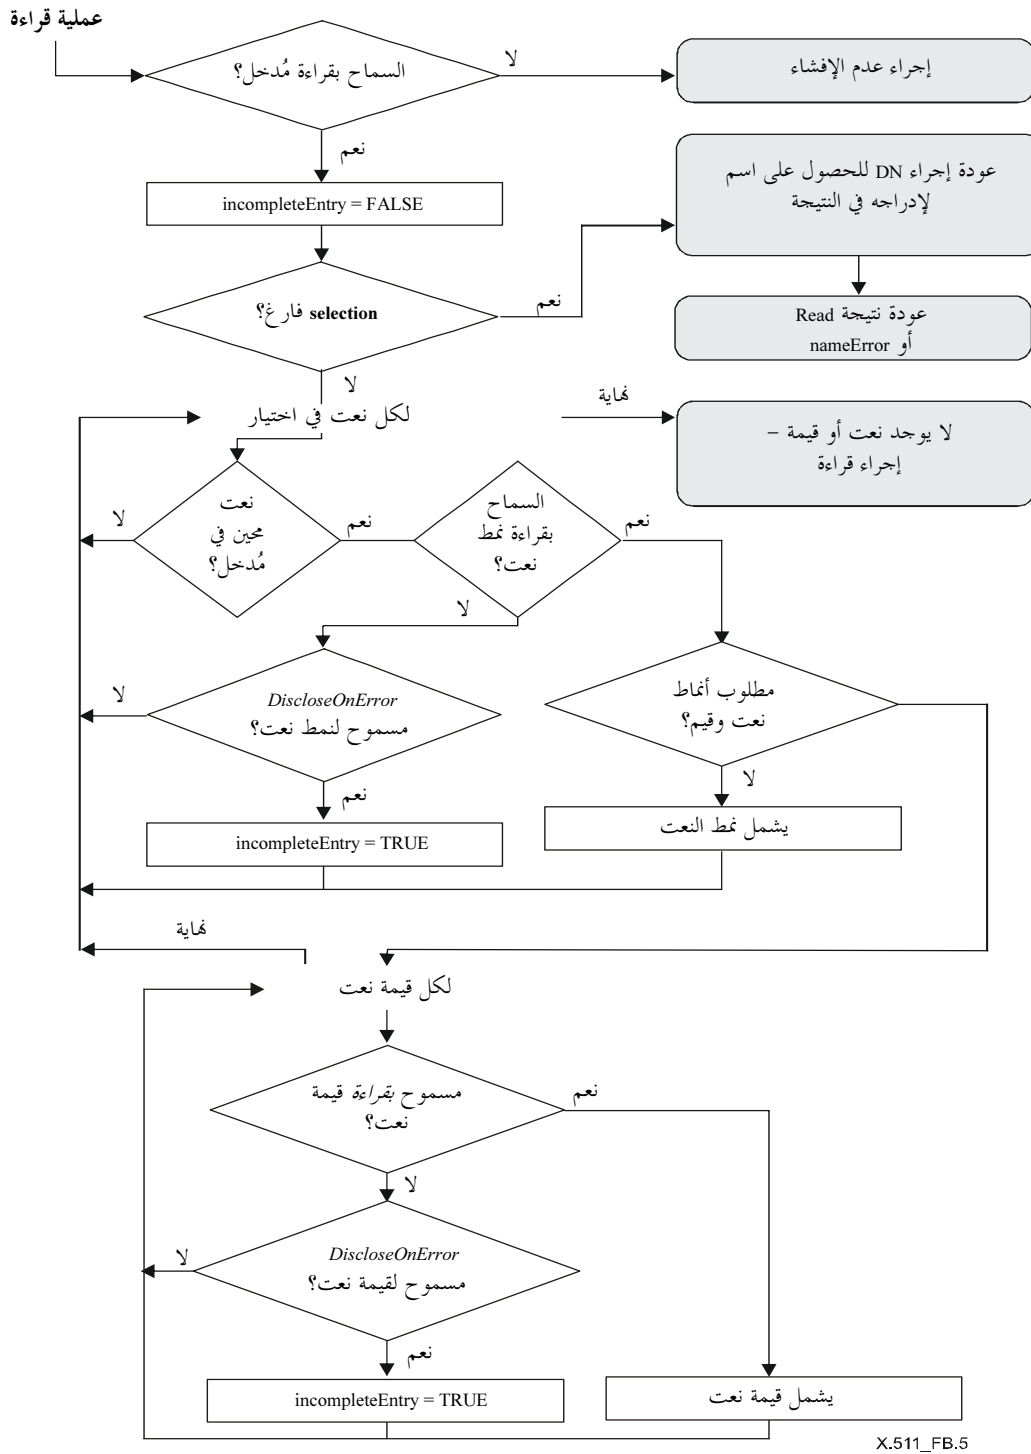 عملية قراءة
السماح بقراءة مُدخل؟
لا
إجراء عدم الإفشاء
نعم
incompleteEntry = FALSE
عودة إجراء DN للحصول على اسم
لإدراجه في النتيجة
selection فارغ؟
نعم
عودة نتيجة Read
أو nameError
لا
لكل نعت في اختيار
نهاية
لا يوجد نعت أو قيمة –
إجراء قراءة
نعت
محين في
مُدخل؟
لا
نعم
السماح
بقراءة نمط
نعت؟
نعم
لا
DiscloseOnError
مسموح لنمط نعت؟
لا
نعم
incompleteEntry = TRUE
مطلوب أنماط
نعت وقيم؟
لا
يشمل نمط النعت
نهاية
لكل قيمة نعت
مسموح بقراءة قيمة
نعت؟
نعم
لا
DiscloseOnError
مسموح لقيمة نعت؟
لا
نعم
incompleteEntry = TRUE
يشمل قيمة نعت
X.511_FB.5